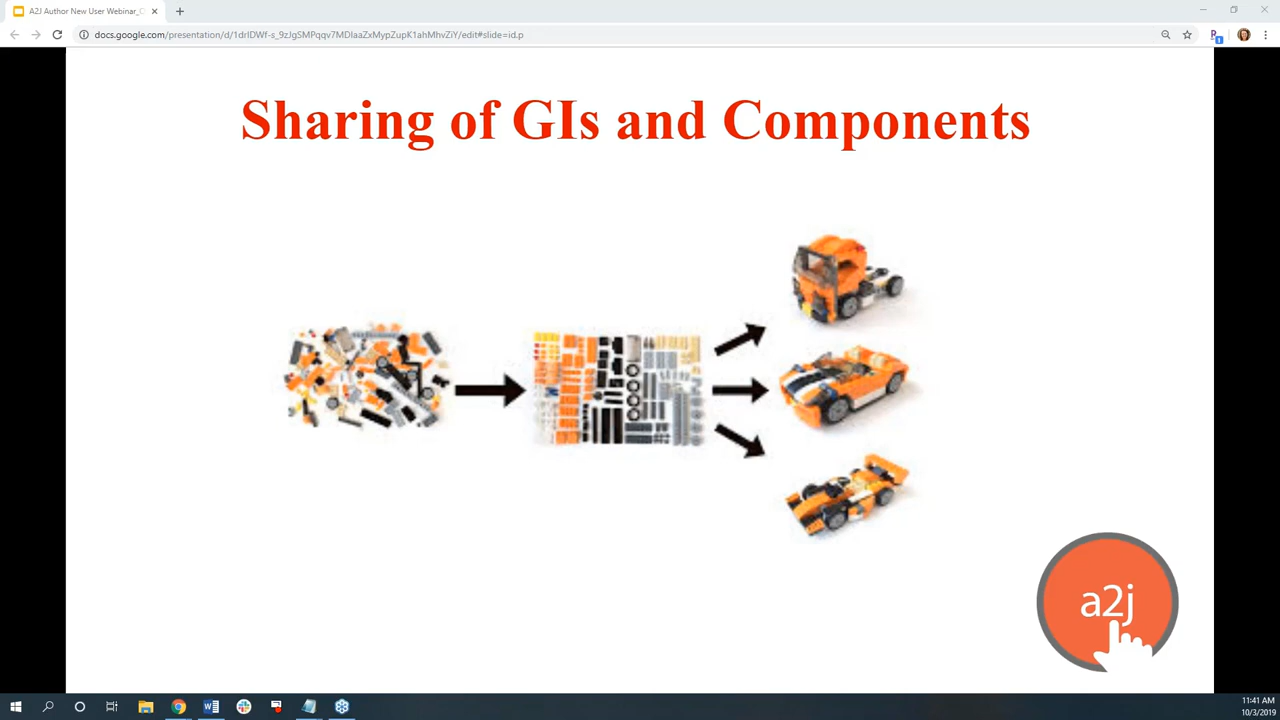 A2J Author New User Webinar_O
docs.google.com/presentation/d/1drIDWf-s_9zJgSMPqqv7MDIaaZxMypZupK1ahMhvZiY/edit#slide=id.p
Sharing of GIs and Components
a2j
11:41 AM
10/3/2019